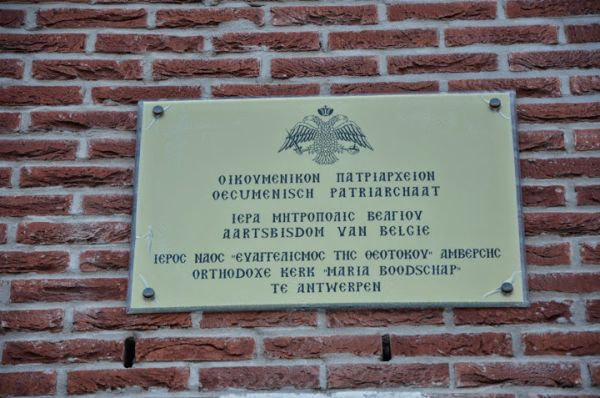 ΟΙΚΟΥΜΕΝΙΚΟΝ ΠΑΤΡΙΑΡΧΕΙΟΝ
OECUMENISCH PATRIARCHAAT
ΙΕΡΑ ΜΗΤΡΟΠΟΛΙΣ ΒΕΛΓΙΟΥ
AARTSBISDOM VAN BELGIE
ΙΕΡΟΣ ΝΑΟΣ "ΕΥΑΓΓΕΛΙΣΜΟΣ ΤΗΣ ΘΕΟΤΟΚΟΥ" ΑΜΒΕΡΣΗΣ
ORTHODOXE KERK "MARIA BOODSCHAP"
TE ANTWERPEN